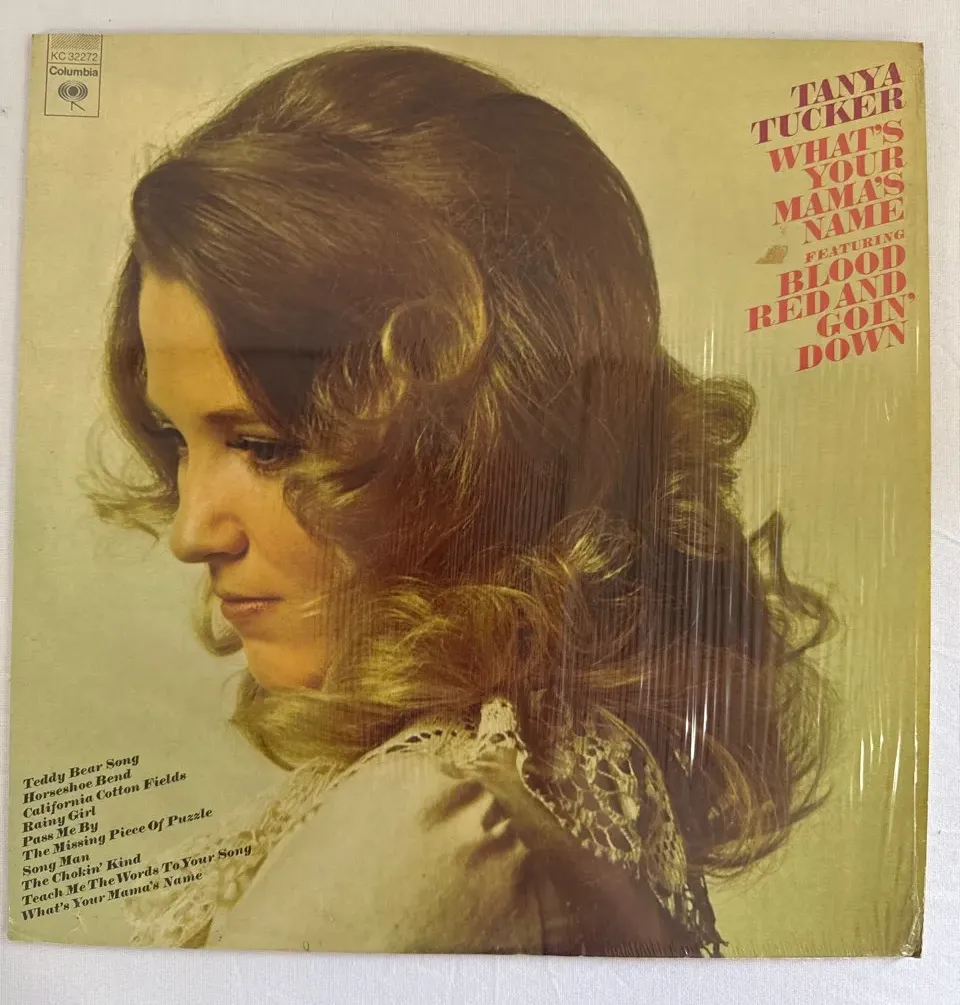 KC 32272
Columbia
TANYA
TUCKER
WHAT'S
YOUR
MAMA'S
NAME
FEATURING
BLOOD
RED AND
GOIN'
DOWN
Teddy Bear Song
Horseshoe Bend
California Cotton Fields
Rainy Girl
Pass Me By
The Missing Piece Of Puzzle
Song Man
The Chokin' Kind
Teach Me The Words To Your Song
What's Your Mama's Name